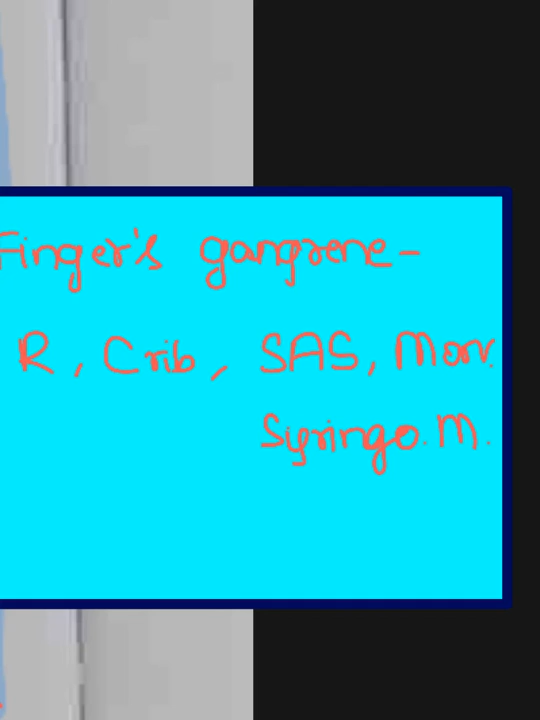 Finger's gangrene-
R, Crib, SAS, Morv.
Syringo.M.